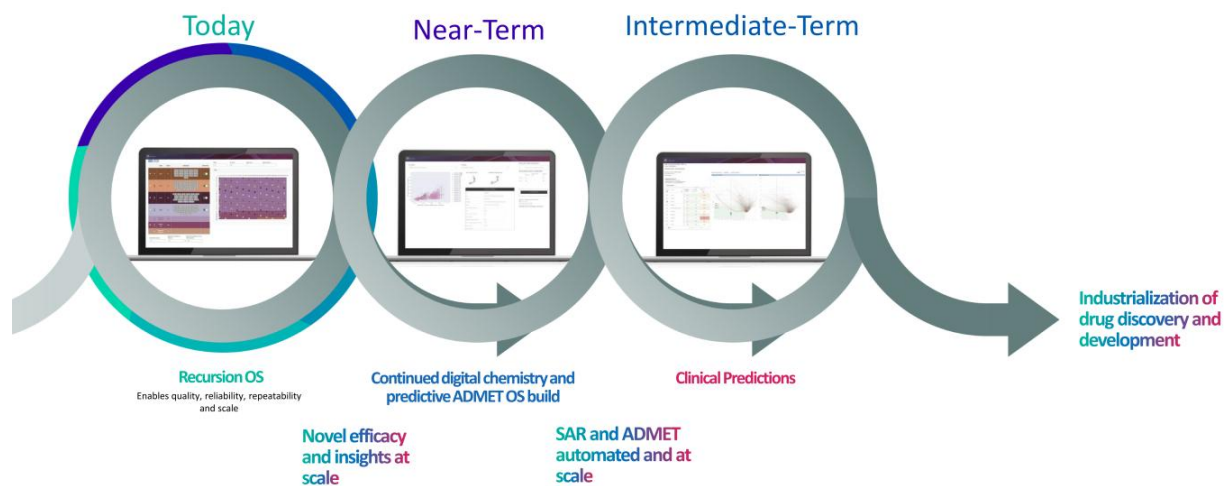 Today
Near-Term
Intermediate-Term
Recursion OS
Enables quality, reliability, repeatability
and scale
Continued digital chemistry and
predictive ADMET OS build
Clinical Predictions
Industrialization of
drug discovery and
development
Novel efficacy
and insights at
scale
SAR and ADMET
automated and at
scale